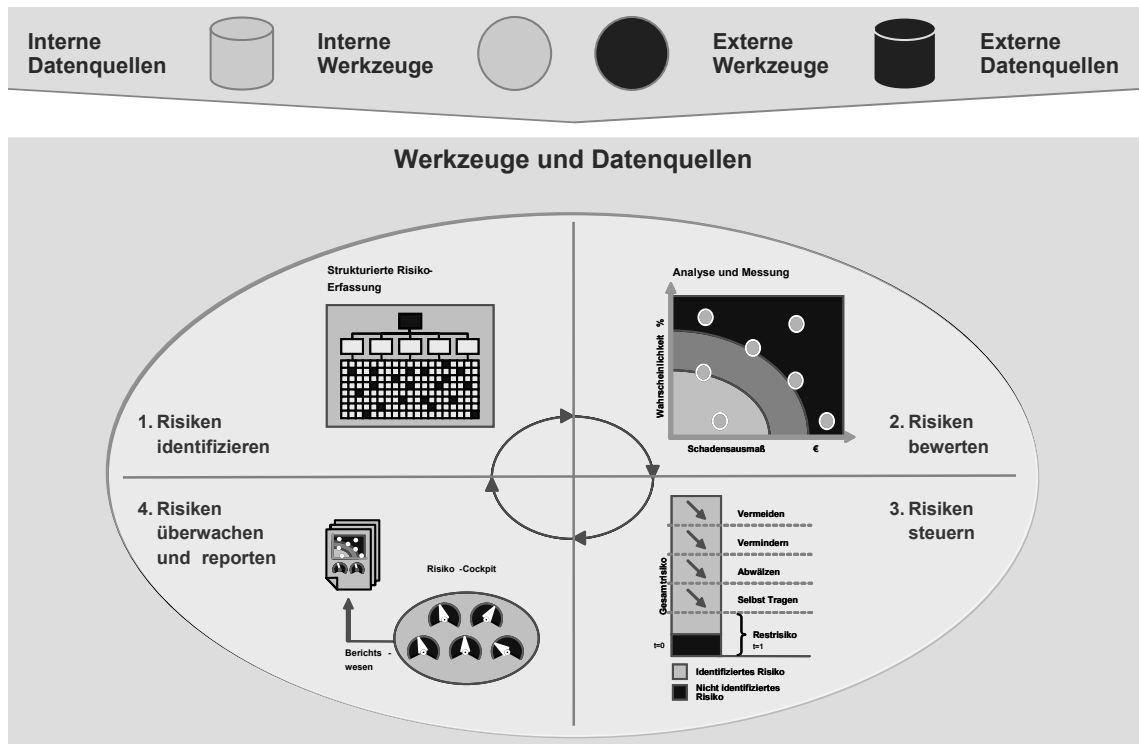 Interne
Datenquellen
Interne
Werkzeuge
Externe
Werkzeuge
Externe
Datenquellen
Werkzeuge und Datenquellen
Strukturierte Risiko-
Erfassung
1. Risiken
identifizieren
Analyse und Messung
Wahrscheinlichkeit %
Schadensausmaß €
2. Risiken
bewerten
4. Risiken
überwachen
und reporten
Risiko -Cockpit
Berichts -
wesen
3. Risiken
steuern
Gesamtrisiko
Vermeiden
Vermindern
Abwälzen
Selbst Tragen
Restrisiko
t=0
t=1
Identifiziertes Risiko
Nicht identifiziertes
Risiko